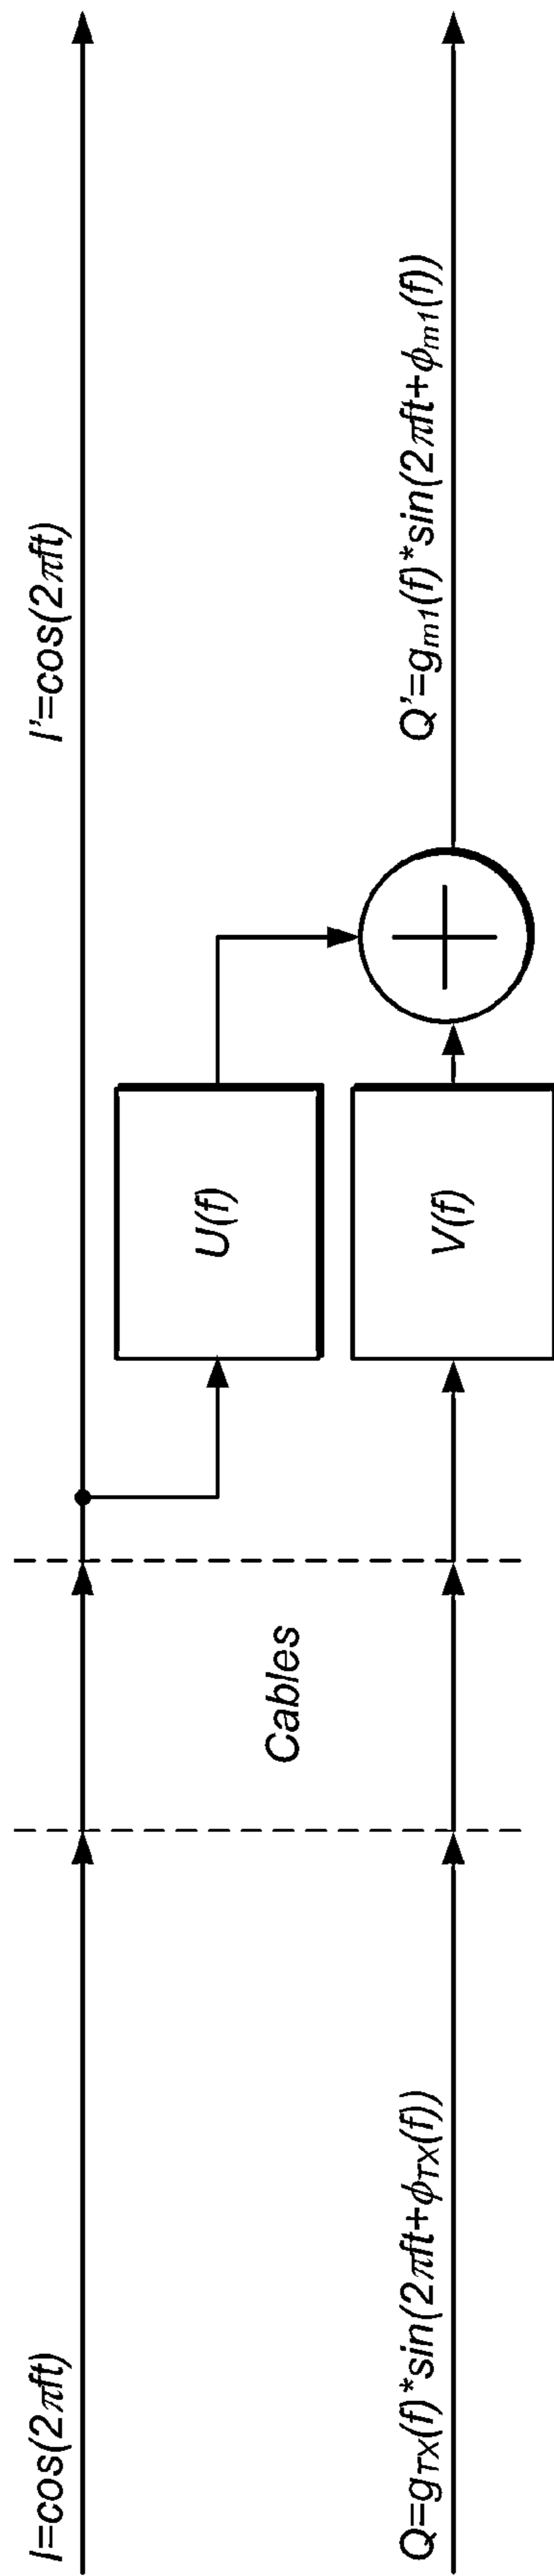 I=cos(2πft)
I'=cos(2πft)
Cables
U(f)
V(f)
Q=gTX(f)*sin(2πft+ϕTX(f))
Q'=gm1(f)*sin(2πft+ϕm1(f))